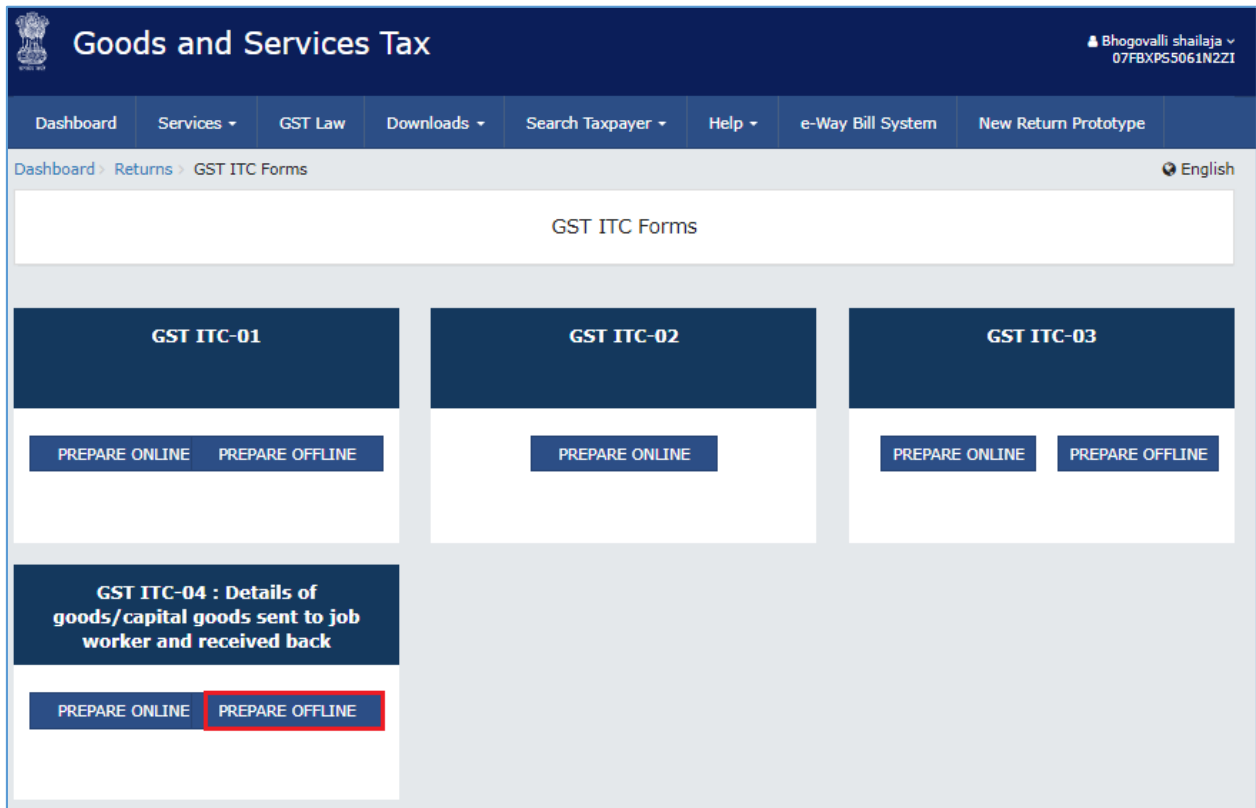 Goods and Services Tax
Bhogovalli shailaja
07FBXPS5061N2ZI
Dashboard Services GST Law Downloads Search Taxpayer Help e-Way Bill System New Return Prototype
Dashboard > Returns > GST ITC Forms English
GST ITC Forms
GST ITC-01 GST ITC-02 GST ITC-03
PREPARE ONLINE PREPARE OFFLINE PREPARE ONLINE PREPARE ONLINE PREPARE OFFLINE
GST ITC-04 : Details of
goods/capital goods sent to job
worker and received back
PREPARE ONLINE PREPARE OFFLINE